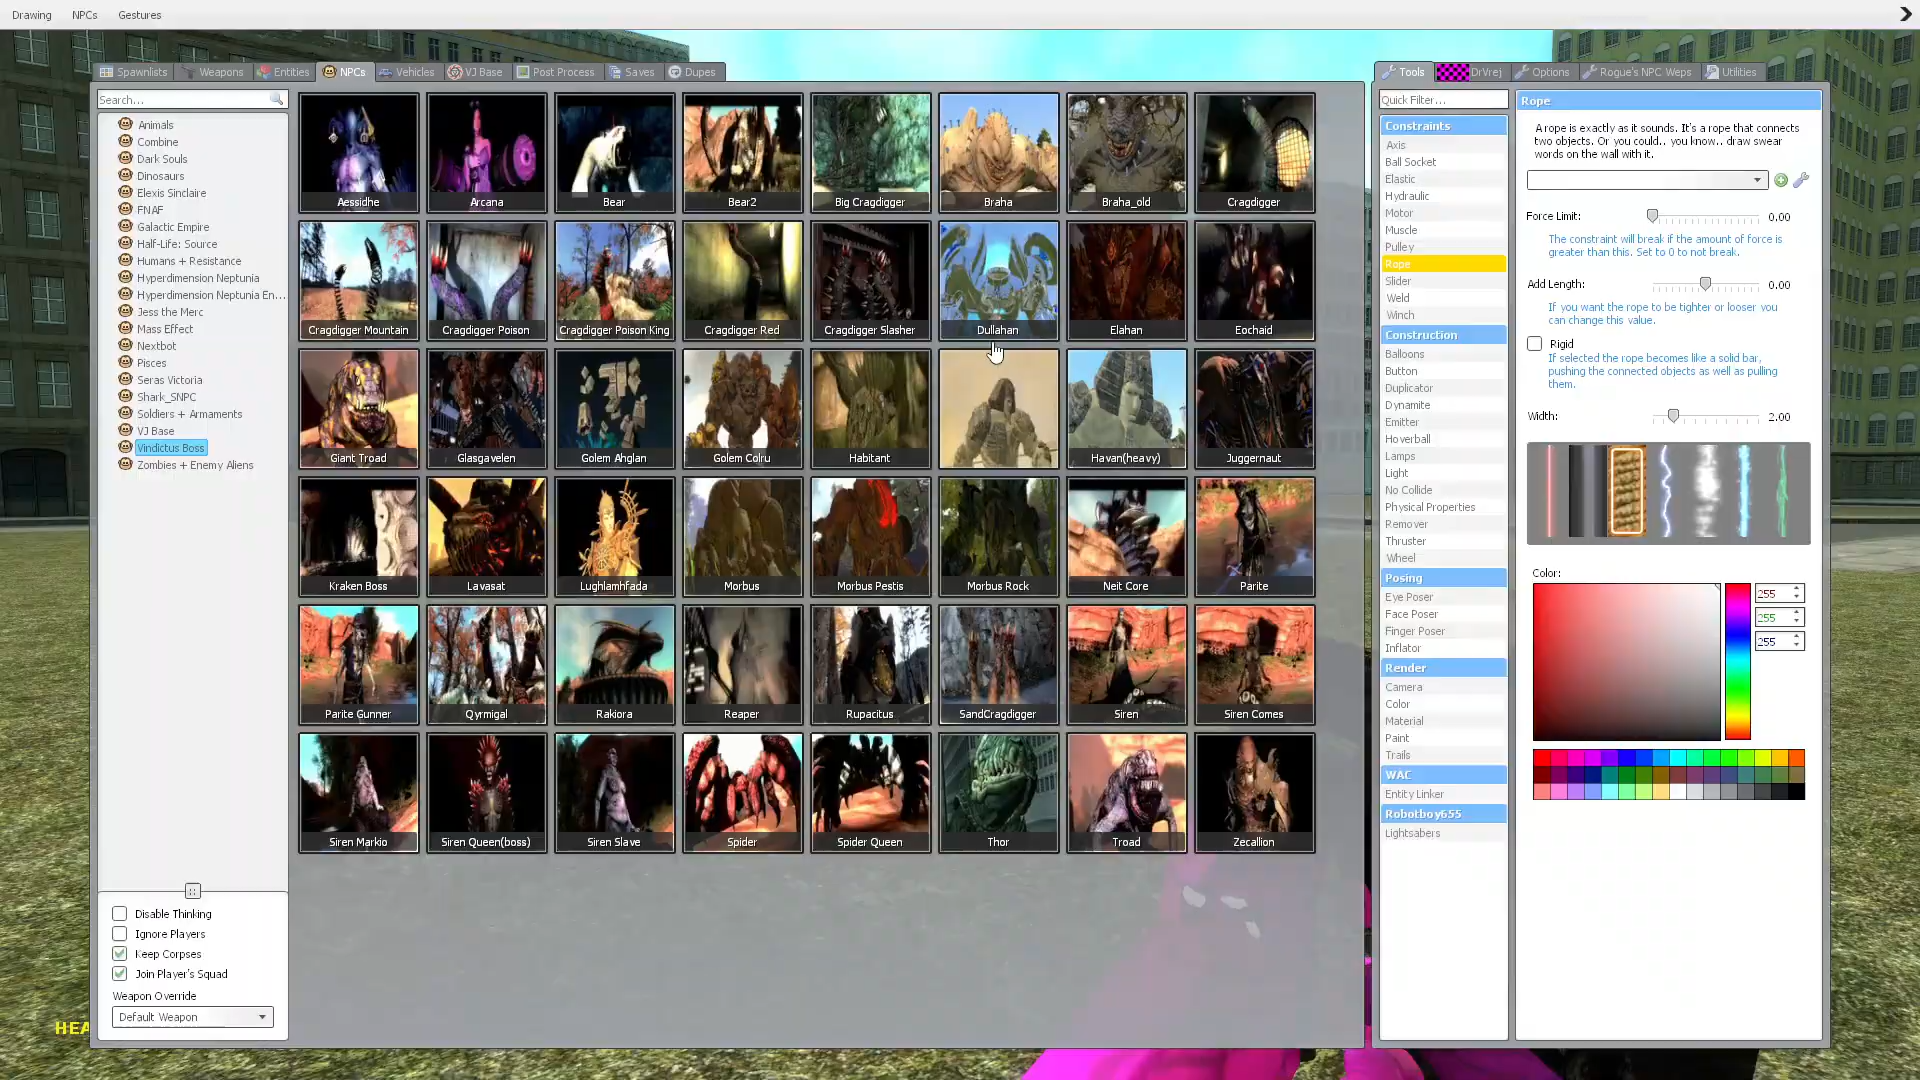 Drawing NPCs Gestures
Spawnlists Weapons Entities NPCs Vehicles VJ Base Post Process Saves Dupes
Search...
Animals
Combine
Dark Souls
Dinosaurs
Elexis Sinclaire
FNAF
Galactic Empire
Half-Life: Source
Humans + Resistance
Hyperdimension Neptunia
Hyperdimension Neptunia En...
Jess the Merc
Mass Effect
Nextbot
Pisces
Seras Victoria
Shark_SNPC
Soldiers + Armaments
VJ Base
Vindictus Boss
Zombies + Enemy Aliens
Disable Thinking
Ignore Players
Keep Corpses
Join Player's Squad
Weapon Override
Default Weapon
HEA
Aessidhe Arcana Bear Bear2 Big Cragdigger Braha Braha_old Cragdigger
Cragdigger Mountain Cragdigger Poison Cragdigger Poison King Cragdigger Red Cragdigger Slasher Dullahan Elahan Eochaid
Giant Troad Glasgavelen Golem Ahglan Golem Colru Habitant Havan(heavy) Juggernaut
Kraken Boss Lavasat Lughlamhfada Morbus Morbus Pestis Morbus Rock Neit Core Parite
Parite Gunner Qyrmigal Rakiora Reaper Rupacitus SandCragdigger Siren Siren Comes
Siren Markio Siren Queen(boss) Siren Slave Spider Spider Queen Thor Troad Zecallion
Tools DrVrej Options Rogue's NPC Weps Utilities
Quick Filter...
Constraints
Axis
Ball Socket
Elastic
Hydraulic
Motor
Muscle
Pulley
Rope
Slider
Weld
Winch
Construction
Balloons
Button
Duplicator
Dynamite
Emitter
Hoverball
Lamps
Light
No Collide
Physical Properties
Remover
Thruster
Wheel
Posing
Eye Poser
Face Poser
Finger Poser
Inflator
Render
Camera
Color
Material
Paint
Trails
WAC
Entity Linker
Robotboy655
Lightsabers
Rope
A rope is exactly as it sounds. It's a rope that connects
two objects. Or you could.. you know.. draw swear
words on the wall with it.
Force Limit: 0.00
The constraint will break if the amount of force is
greater than this. Set to 0 to not break.
Add Length: 0.00
If you want the rope to be tighter or looser you
can change this value.
Rigid
If selected the rope becomes like a solid bar,
pushing the connected objects as well as pulling
them.
Width: 2.00
Color:
255
255
255